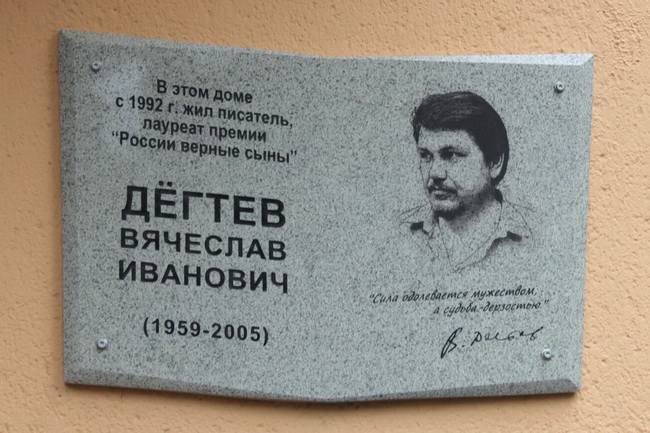 В этом доме
с 1992 г. жил писатель,
лауреат премии
“России верные сыны”
ДЁГТЕВ
ВЯЧЕСЛАВ
ИВАНОВИЧ
(1959-2005)
“Сила одолевается мужеством,
а судьба-дерзостью.”
В. Дёгтев